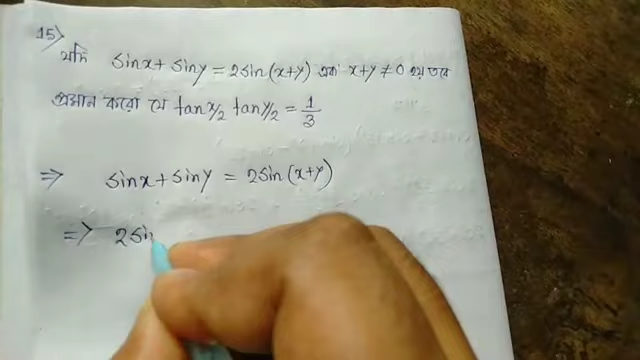 15>
যদি sinx + siny = 2sin(x+y) এবং x+y ≠ 0 হয় তবে
প্রমান করো যে tan x/2 tan y/2 = 1/3
⇒ sinx + siny = 2sin(x+y)
⇒ 2sin